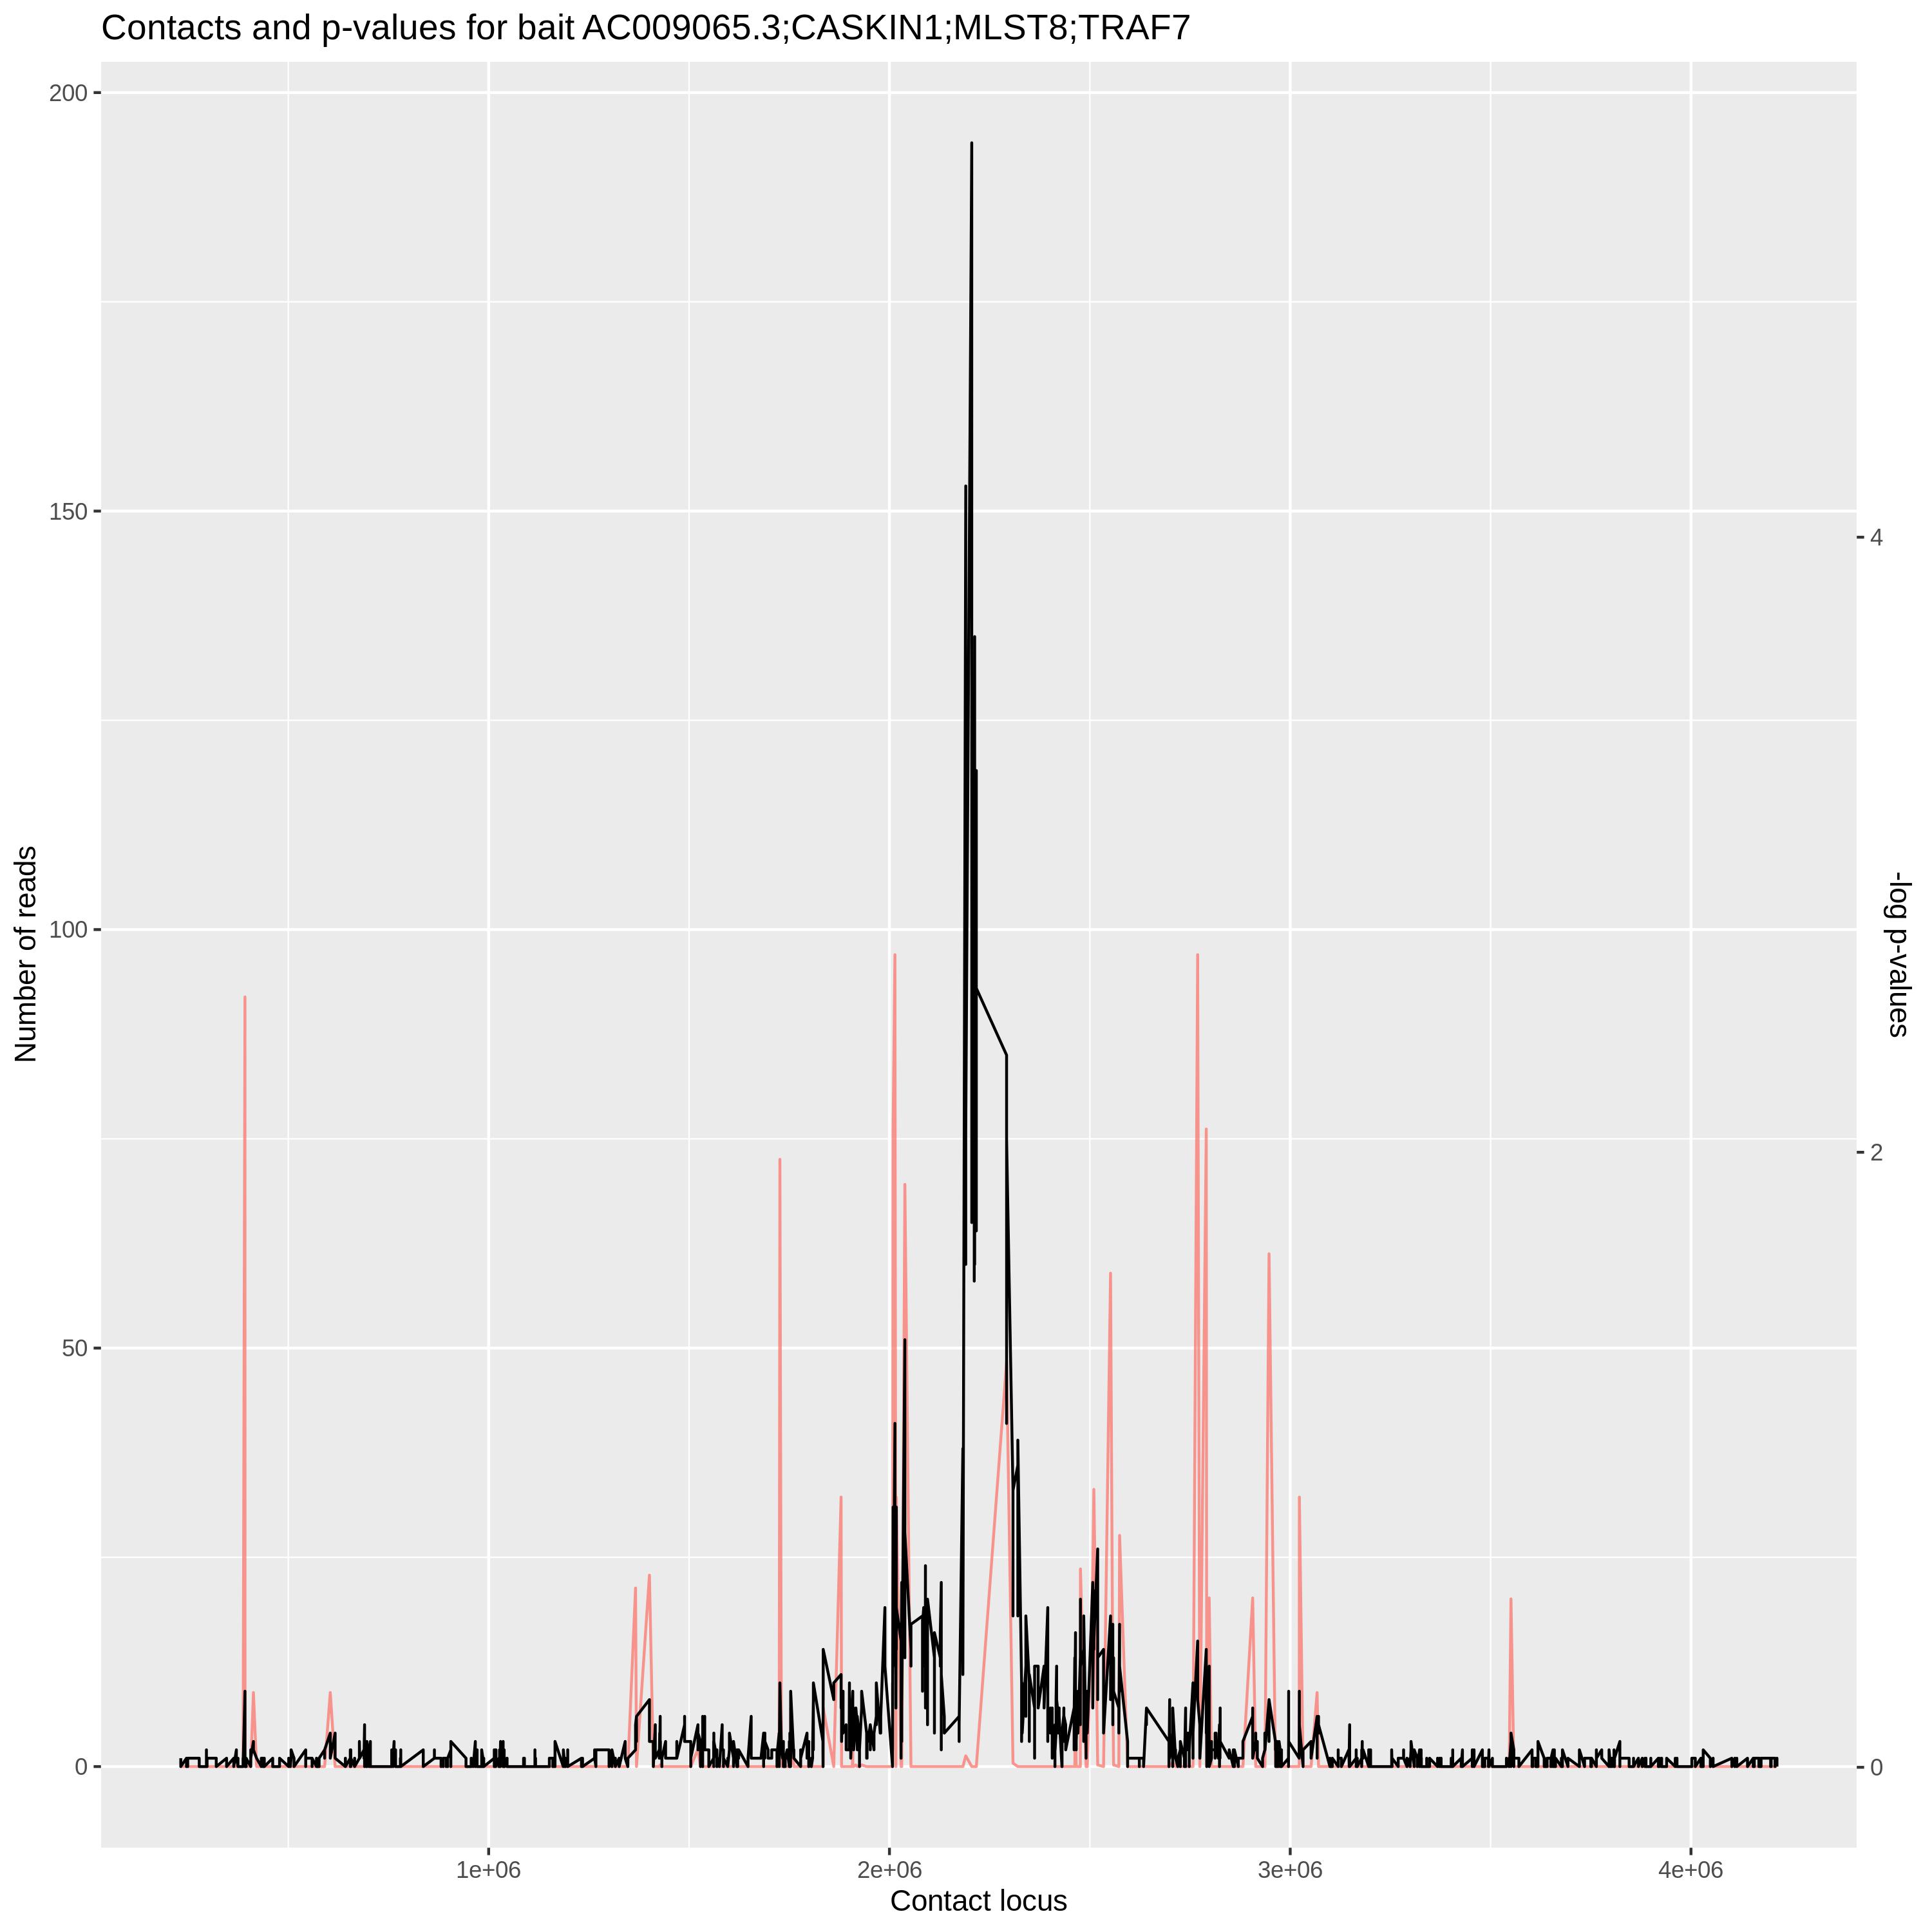 Contacts and p-values for bait AC009065.3;CASKIN1;MLST8;TRAF7
200
150
100
50
0
Number of reads
4
2
0
-log p-values
1e+06
2e+06
3e+06
4e+06
Contact locus